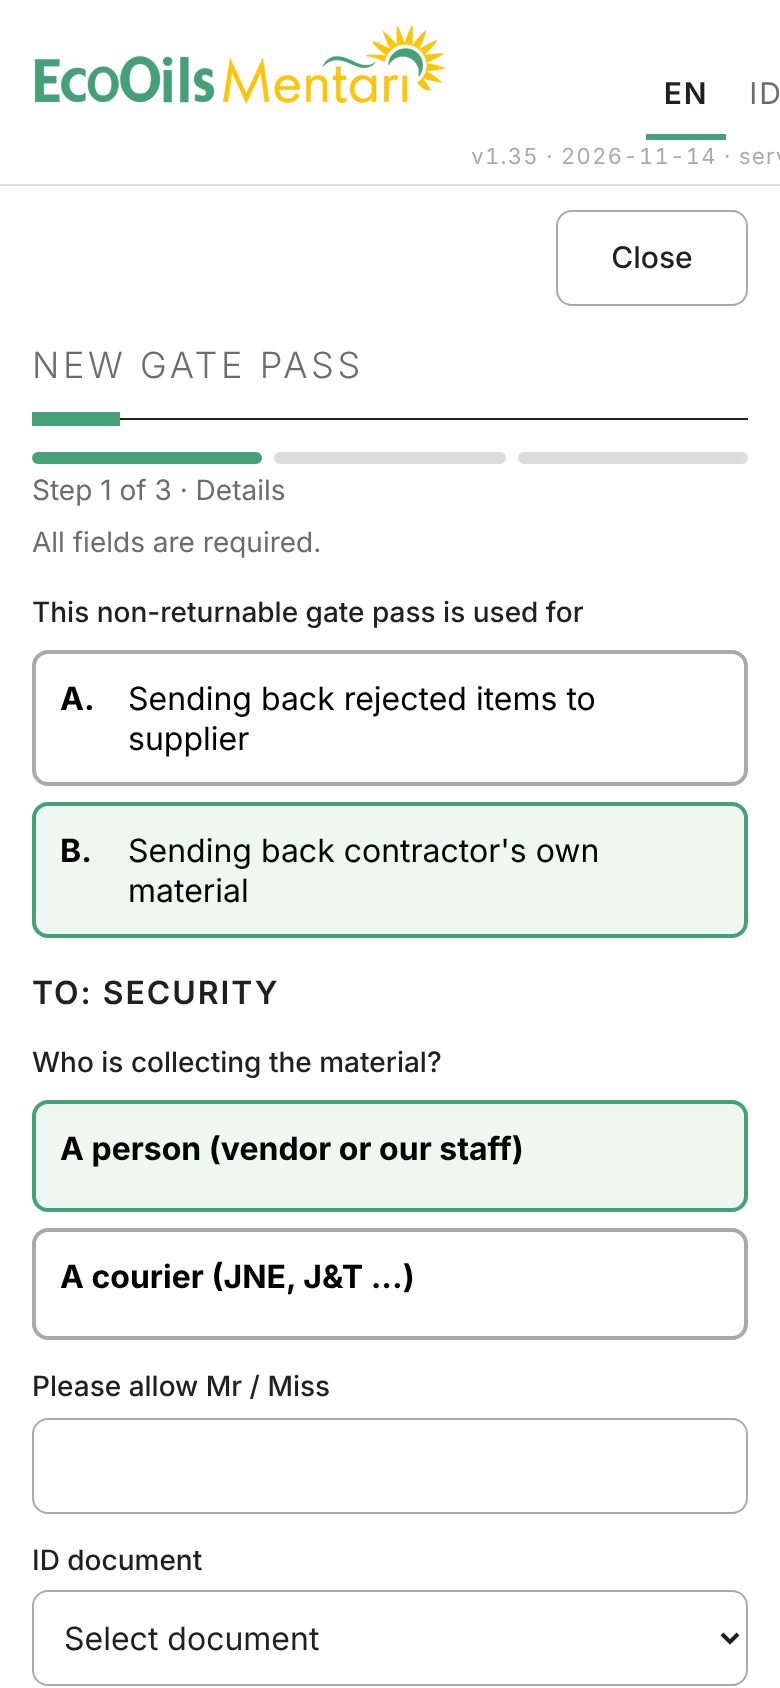 EcoOils Mentari
EN ID
v1.35 · 2026-11-14 · serv
Close
NEW GATE PASS
Step 1 of 3 · Details
All fields are required.
This non-returnable gate pass is used for
A. Sending back rejected items to
supplier
B. Sending back contractor's own
material
TO: SECURITY
Who is collecting the material?
A person (vendor or our staff)
A courier (JNE, J&T ...)
Please allow Mr / Miss
ID document
Select document